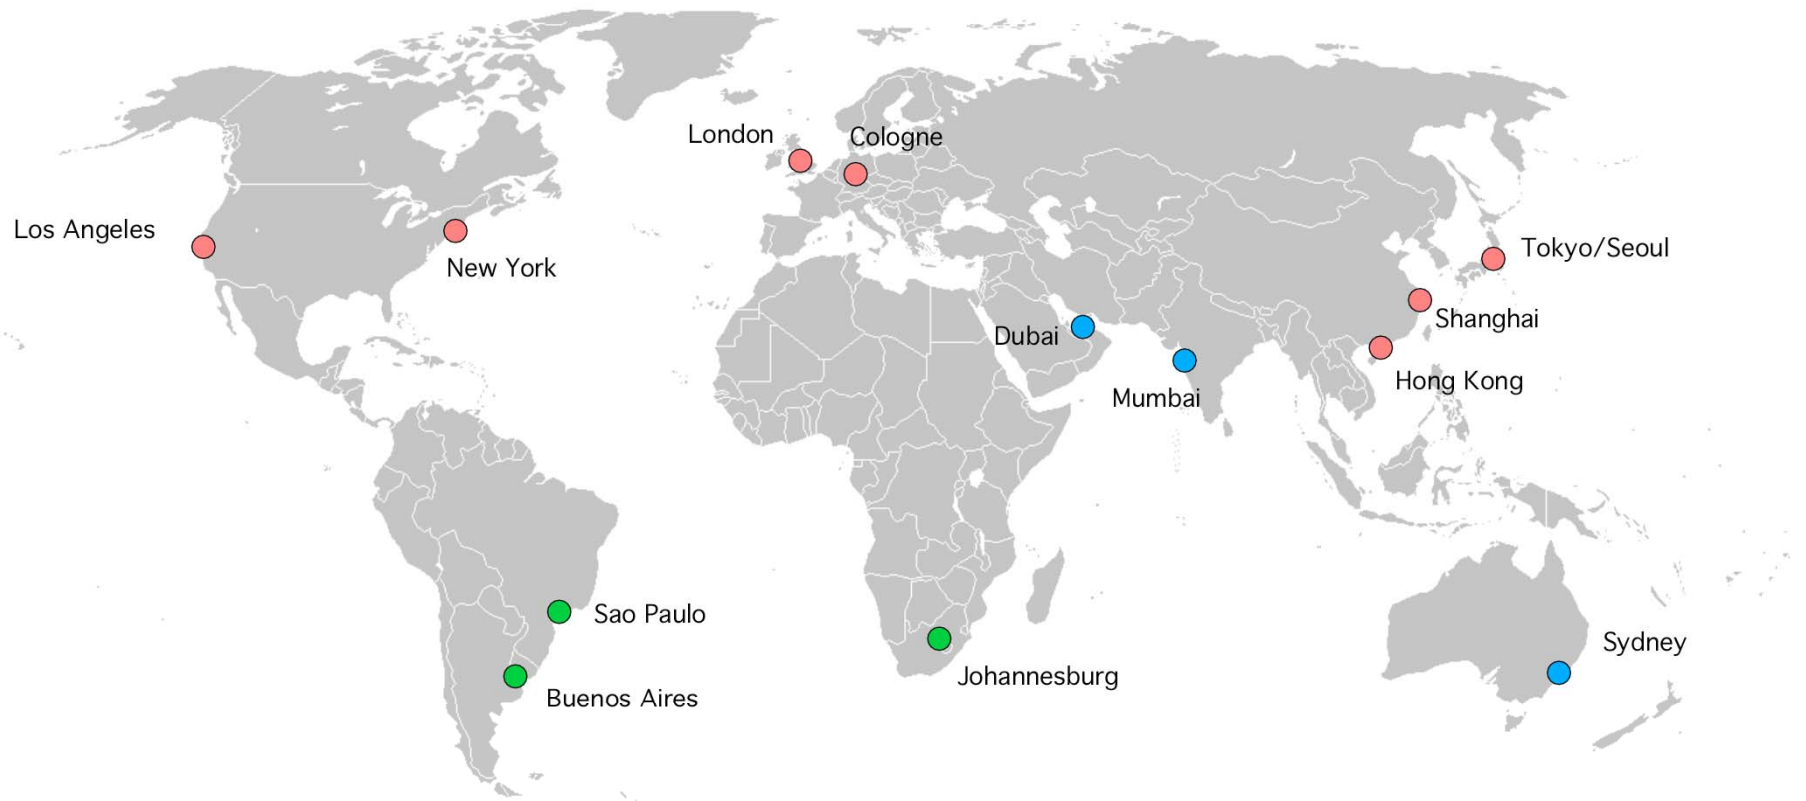 London
Cologne
Los Angeles
New York
Tokyo/Seoul
Shanghai
Dubai
Hong Kong
Mumbai
Sao Paulo
Sydney
Johannesburg
Buenos Aires